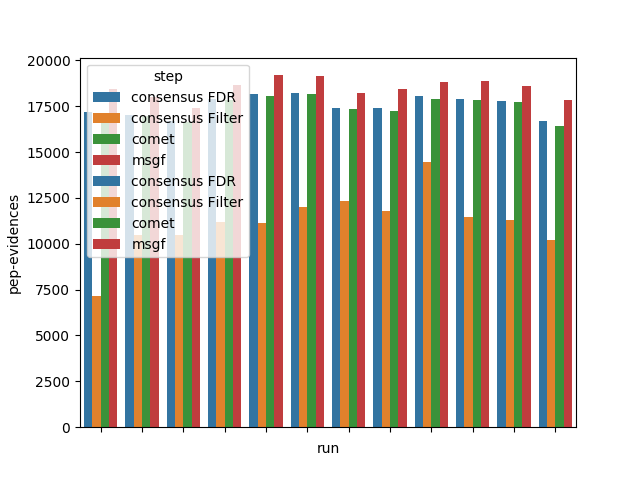 20000
17500
15000
12500
10000
7500
5000
2500
0
pep-evidences
step
consensus FDR
consensus Filter
comet
msgf
consensus FDR
consensus Filter
comet
msgf
run